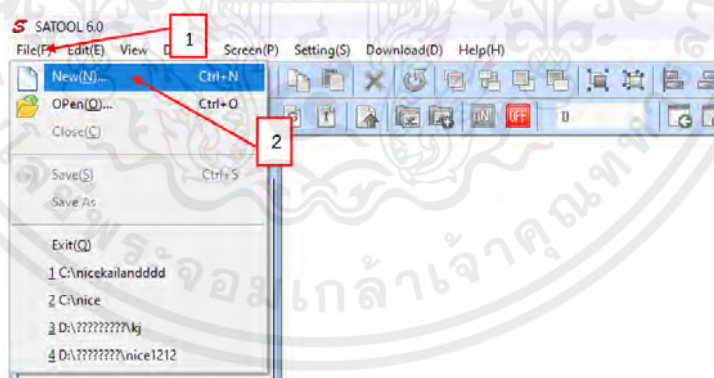 SATOOL 6.0
1
File(F) Edit(E) View D Screen(P) Setting(S) Download(D) Help(H)
New(N)... Ctrl+N
OPen(O)... Ctrl+O
ON OFF 0
Close(C)
2
Save(S) Ctrl+S
Save As
Exit(Q)
1 C:\nicekailandddd
2 C:\nice
3 D:\?????????\kj
4 D:\????????\nice1212